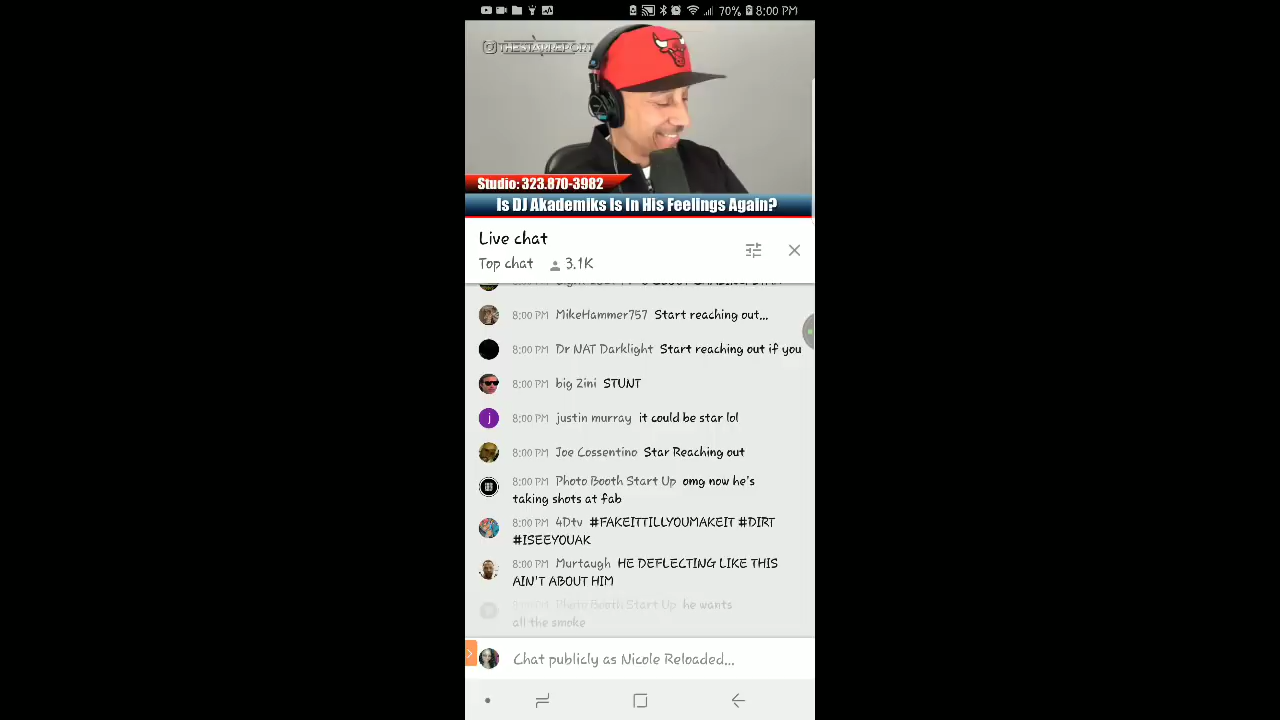 70% 8:00 PM
THESTARREPORT
Studio: 323.870-3982
Is DJ Akademiks Is In His Feelings Again?
Live chat
Top chat 3.1K
8:00 PM MikeHammer757 Start reaching out...
8:00 PM Dr NAT Darklight Start reaching out if you
8:00 PM big Zini STUNT
j 8:00 PM justin murray it could be star lol
8:00 PM Joe Cossentino Star Reaching out
8:00 PM Photo Booth Start Up omg now he's
taking shots at fab
8:00 PM 4Dtv #FAKEITTILLYOUMAKEIT #DIRT
#ISEEYOUAK
8:00 PM Murtaugh HE DEFLECTING LIKE THIS
AIN'T ABOUT HIM
8:00 PM Photo Booth Start Up he wants
all the smoke
Chat publicly as Nicole Reloaded...